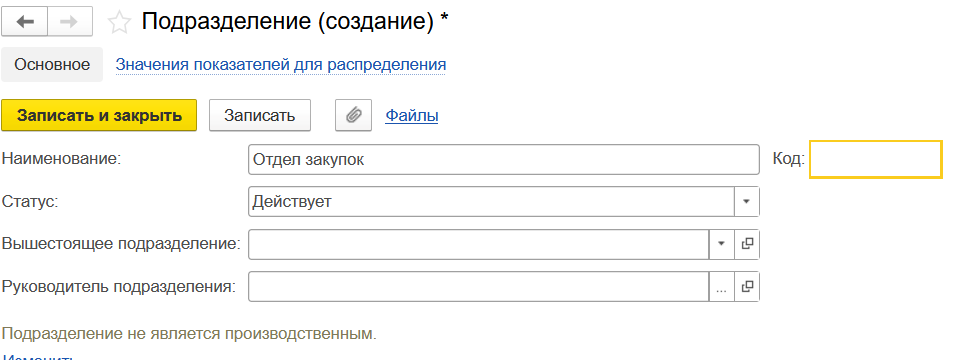 Подразделение (создание) *
Основное Значения показателей для распределения
Записать и закрыть Записать Файлы
Наименование: Отдел закупок Код:
Статус: Действует
Вышестоящее подразделение:
Руководитель подразделения: ...
Подразделение не является производственным.
Изменить